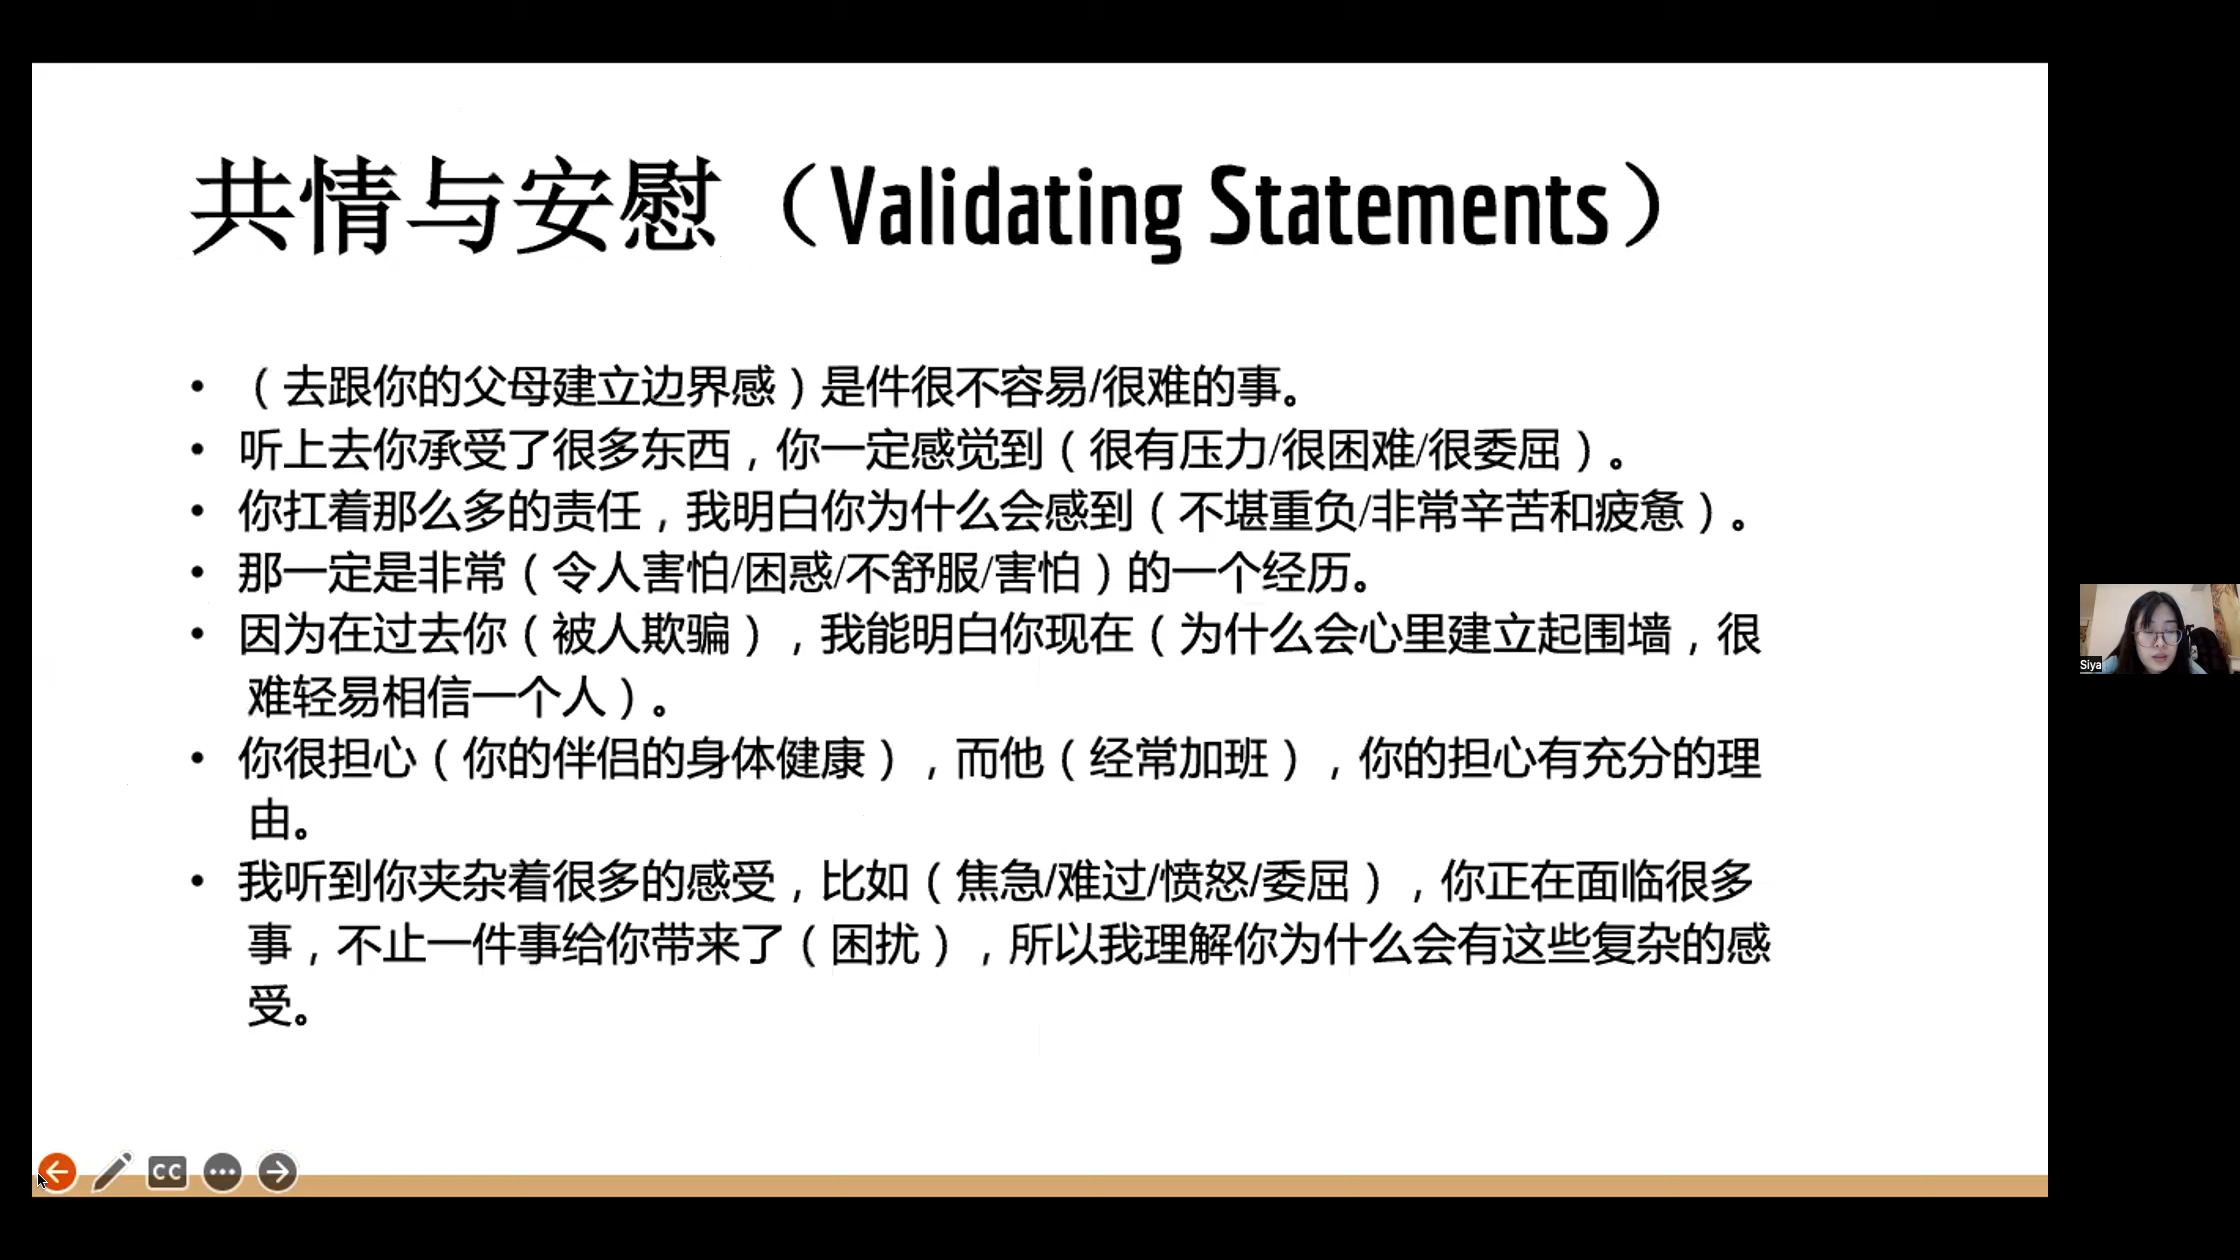 共情与安慰（Validating Statements）
• （去跟你的父母建立边界感）是件很不容易/很难的事。
• 听上去你承受了很多东西，你一定感觉到（很有压力/很困难/很委屈）。
• 你扛着那么多的责任，我明白你为什么会感到（不堪重负/非常辛苦和疲惫）。
• 那一定是非常（令人害怕/困惑/不舒服/害怕）的一个经历。
• 因为在过去你（被人欺骗），我能明白你现在（为什么会心里建立起围墙，很
难轻易相信一个人）。
• 你很担心（你的伴侣的身体健康），而他（经常加班），你的担心有充分的理
由。
• 我听到你夹杂着很多的感受，比如（焦急/难过/愤怒/委屈），你正在面临很多
事，不止一件事给你带来了（困扰），所以我理解你为什么会有这些复杂的感
受。
Siya
CC